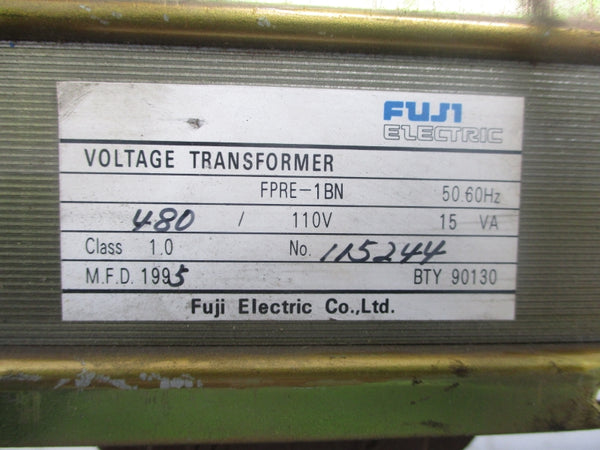 FUJI
ELECTRIC
VOLTAGE TRANSFORMER
FPRE-1BN 50.60Hz
480 / 110V 15 VA
Class 1.0 No. 115244
M.F.D. 1995 BTY 90130
Fuji Electric Co.,Ltd.